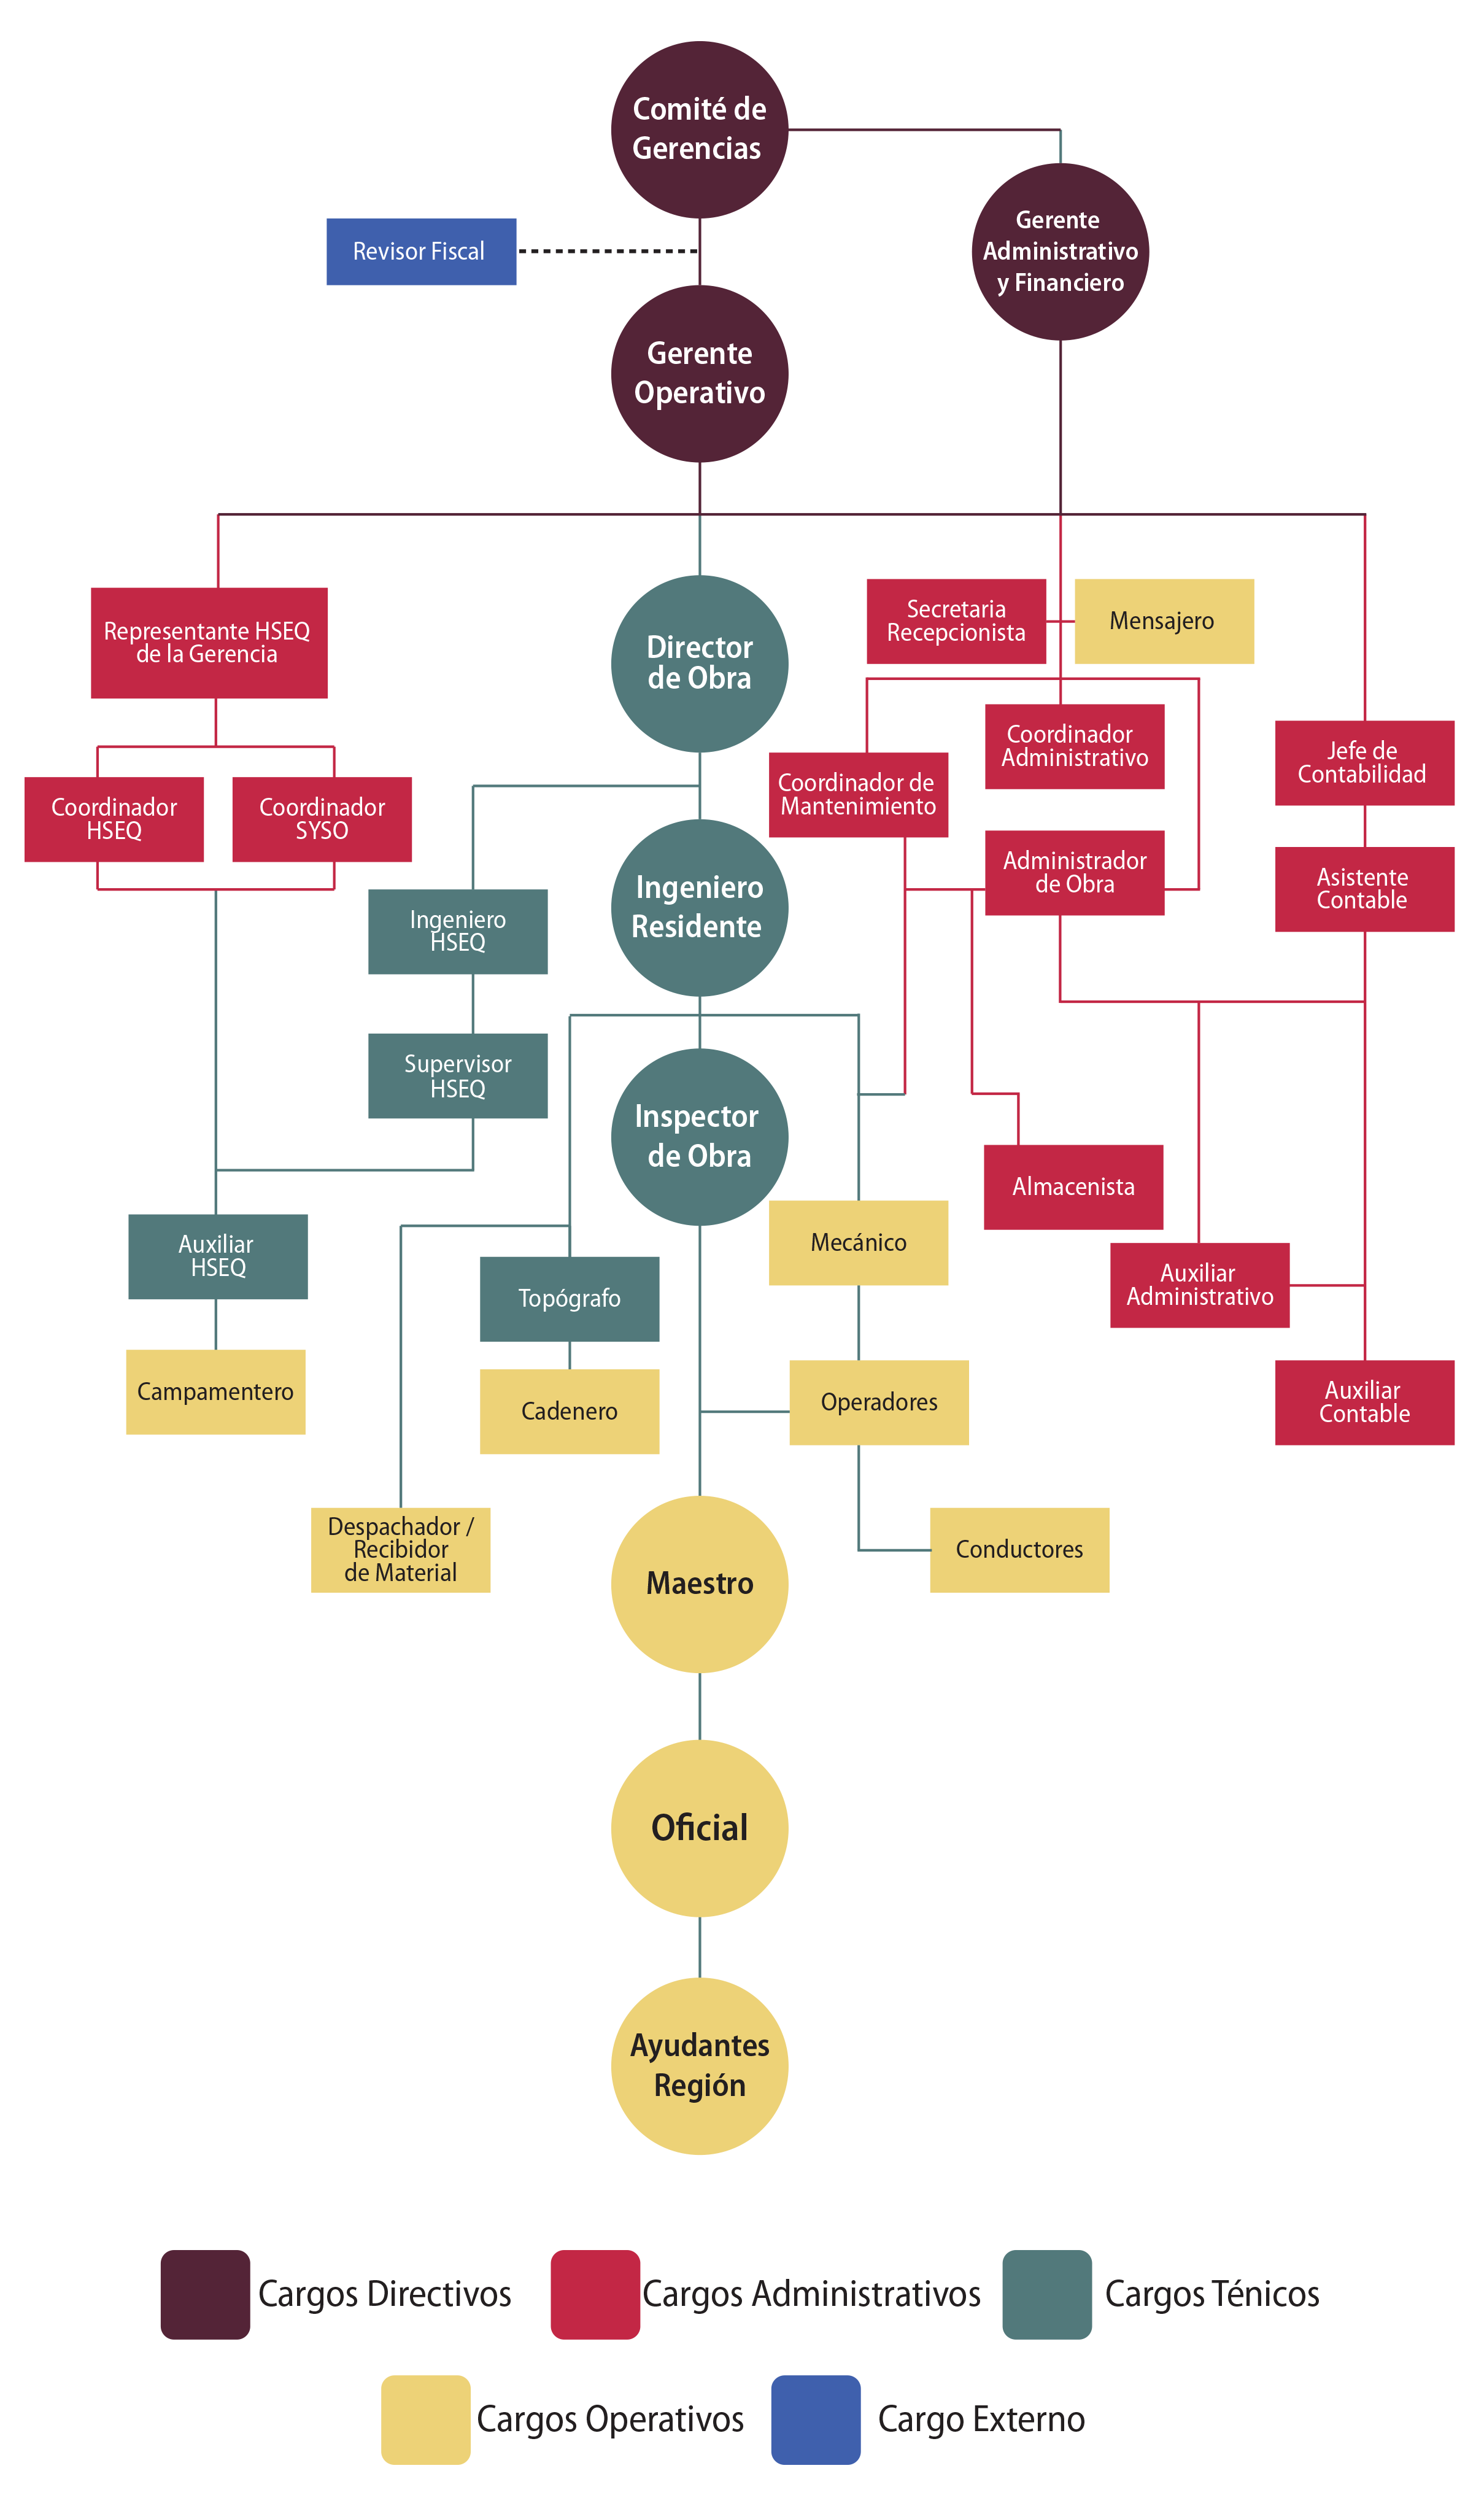 Comité de
Gerencias
Gerente
Administrativo
y Financiero
Revisor Fiscal
Gerente
Operativo
Representante HSEQ
de la Gerencia
Director
de Obra
Secretaria
Recepcionista
Mensajero
Coordinador
Administrativo
Jefe de
Contabilidad
Coordinador de
Mantenimiento
Coordinador
HSEQ
Coordinador
SYSO
Administrador
de Obra
Asistente
Contable
Ingeniero
Residente
Ingeniero
HSEQ
Supervisor
HSEQ
Inspector
de Obra
Almacenista
Auxiliar
HSEQ
Topógrafo
Mecánico
Auxiliar
Administrativo
Campamentero
Cadenero
Operadores
Auxiliar
Contable
Despachador /
Recibidor
de Material
Maestro
Conductores
Oficial
Ayudantes
Región
Cargos Directivos
Cargos Administrativos
Cargos Ténicos
Cargos Operativos
Cargo Externo